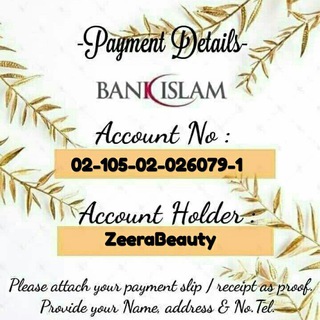 -Payment Details-
BANK ISLAM
Account No :
02-105-02-026079-1
Account Holder :
ZeeraBeauty
Please attach your payment slip / receipt as proof.
Provide your Name, address & No.Tel.